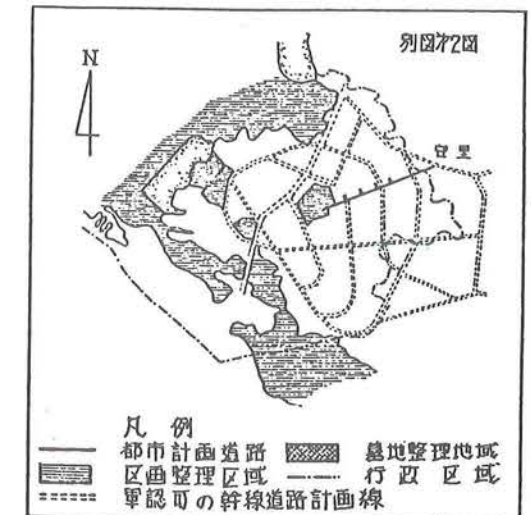 別図才2図
N
守里
凡例
都市計画道路 墓地整理地域
区画整理区域 行政区域
軍認可の幹線道路計画線